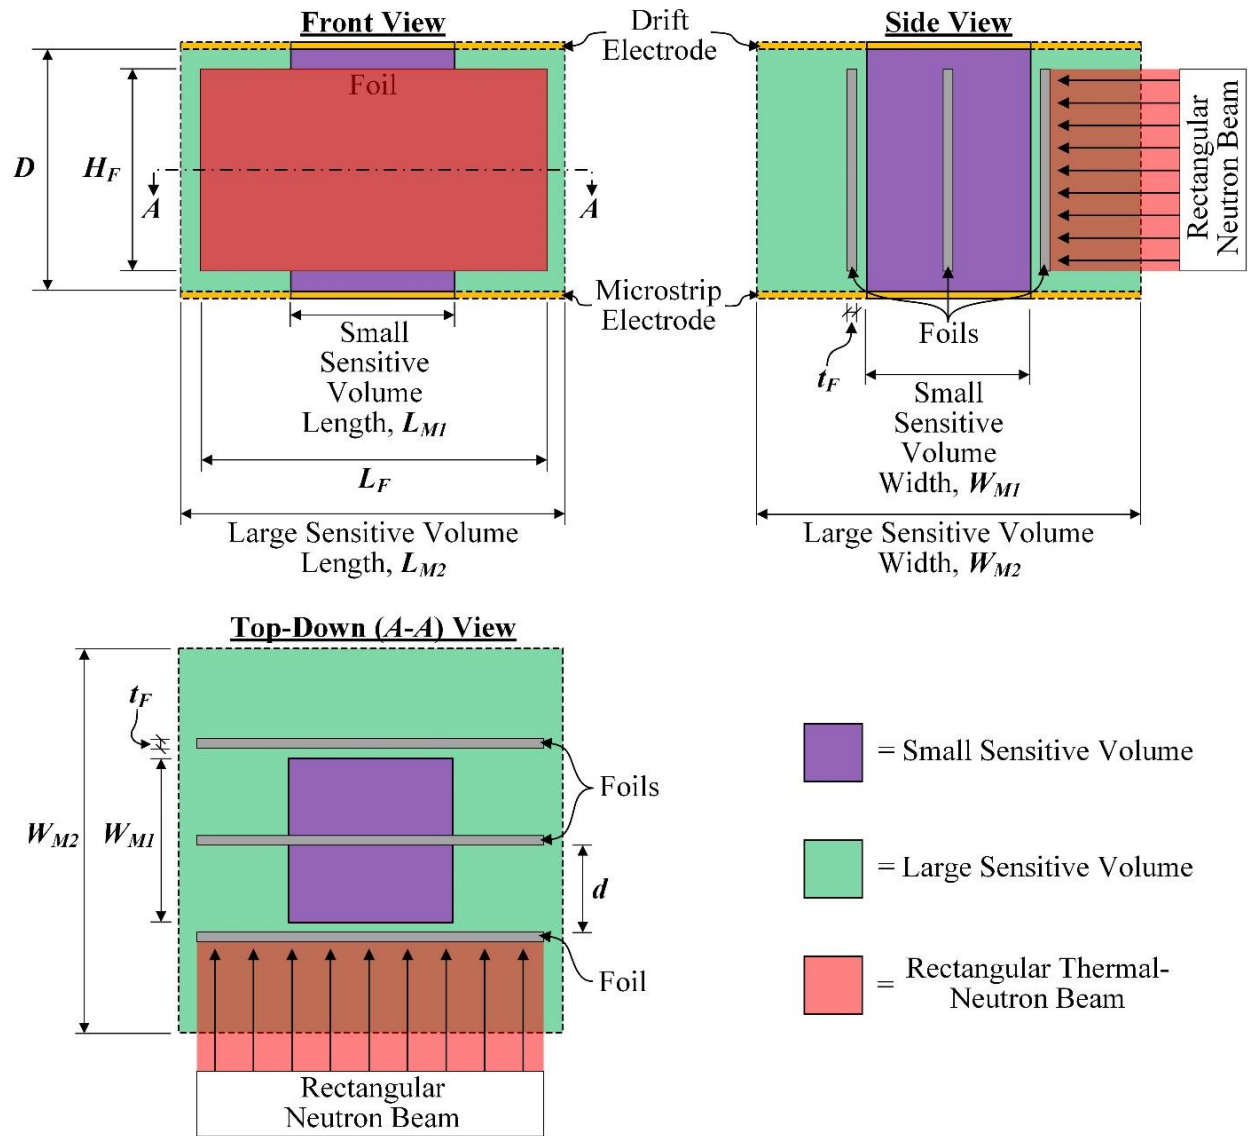 Front View
Drift
Electrode
Side View
Foil
D
H_F
A
A
Rectangular
Neutron Beam
Microstrip
Electrode
Small
Sensitive
Volume
Length, L_M1
L_F
Large Sensitive Volume
Length, L_M2
t_F
Foils
Small
Sensitive
Volume
Width, W_M1
Large Sensitive Volume
Width, W_M2
Top-Down (A-A) View
t_F
W_M2
W_M1
Foils
d
Foil
Rectangular
Neutron Beam
= Small Sensitive Volume
= Large Sensitive Volume
= Rectangular Thermal-
Neutron Beam